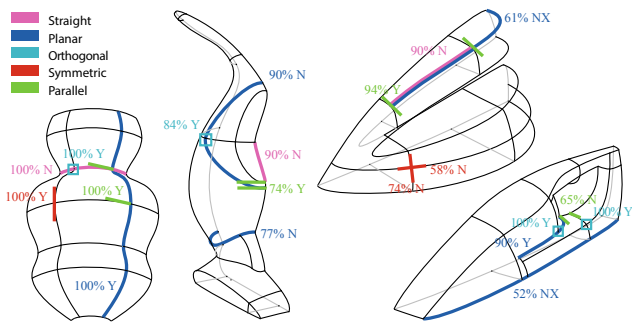 Straight
Planar
Orthogonal
Symmetric
Parallel
100% Y
100% N
100% Y
100% Y
100% Y
90% N
84% Y
90% N
74% Y
77% N
61% NX
90% N
94% Y
58% N
74% N
65% N
100% Y
100% Y
90% Y
52% NX